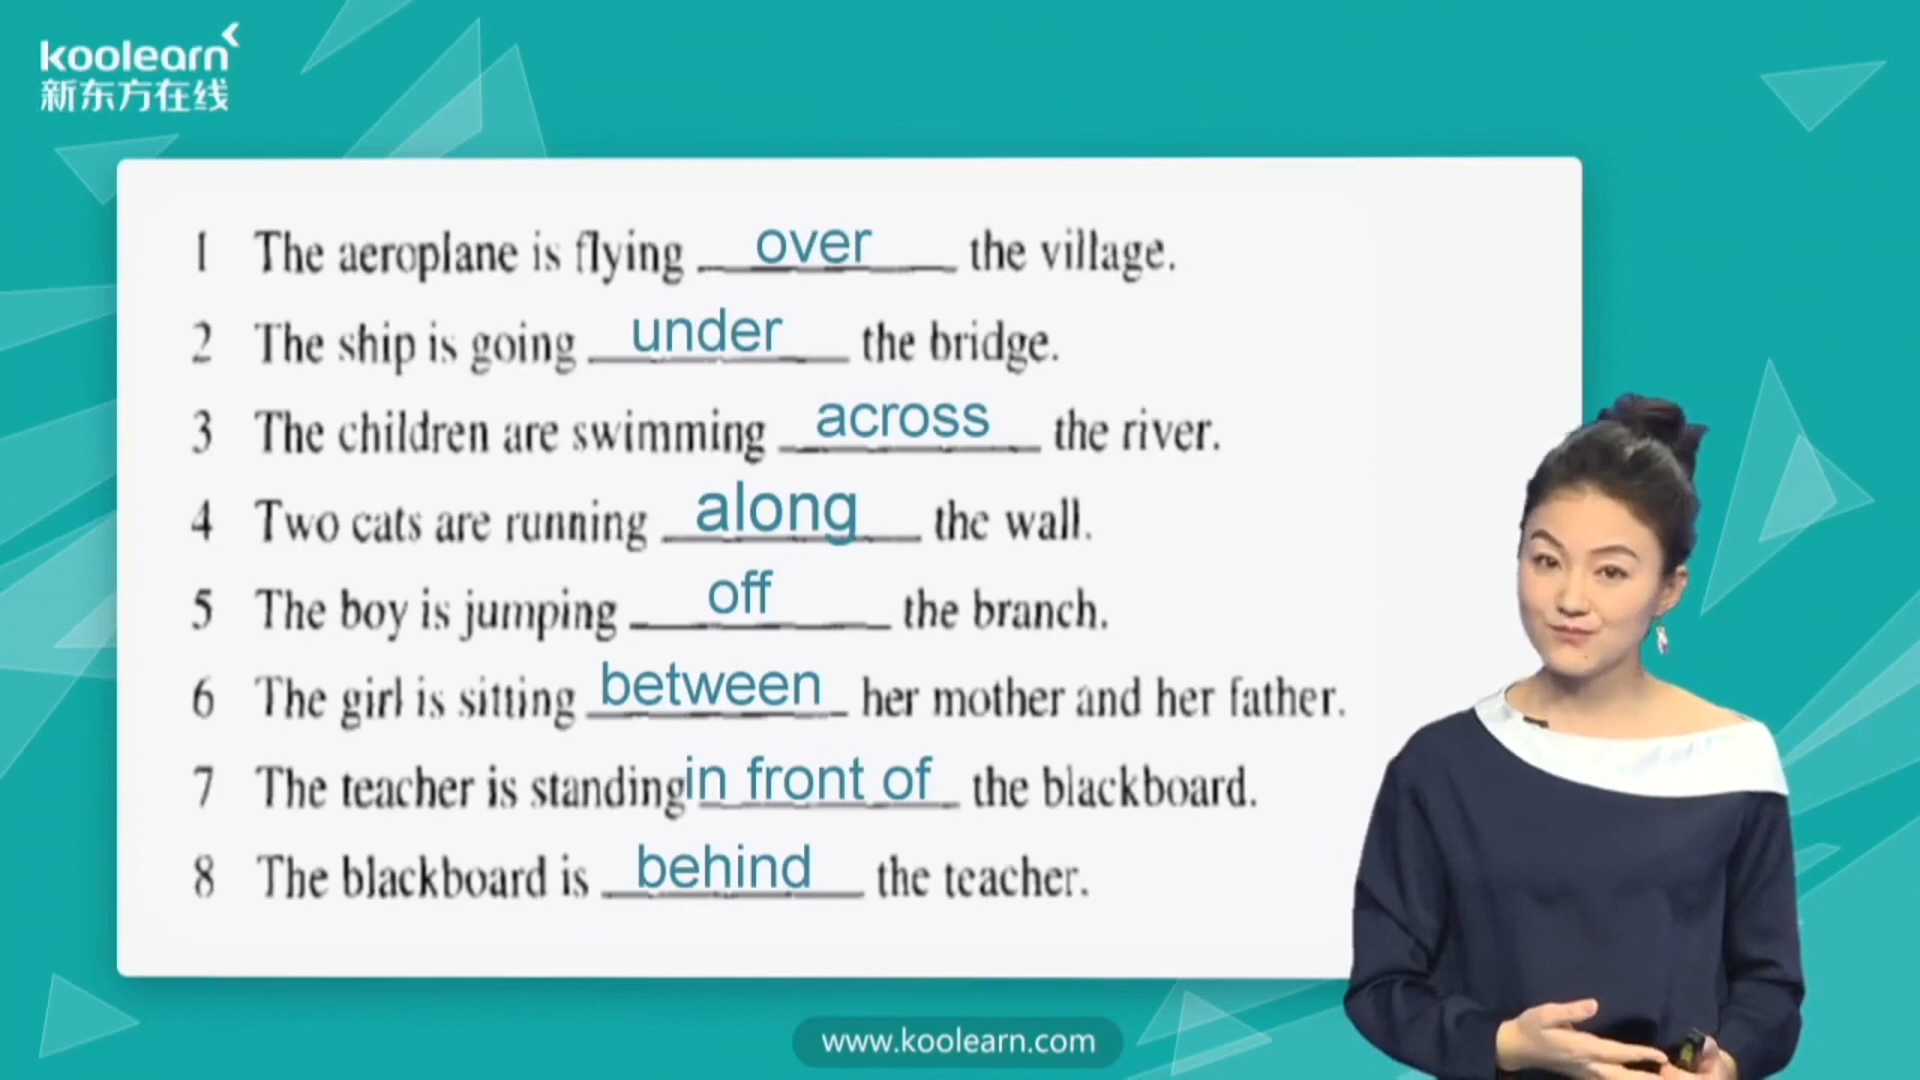 koolearn
新东方在线
1 The aeroplane is flying over the village.
2 The ship is going under the bridge.
3 The children are swimming across the river.
4 Two cats are running along the wall.
5 The boy is jumping off the branch.
6 The girl is sitting between her mother and her father.
7 The teacher is standing in front of the blackboard.
8 The blackboard is behind the teacher.
www.koolearn.com